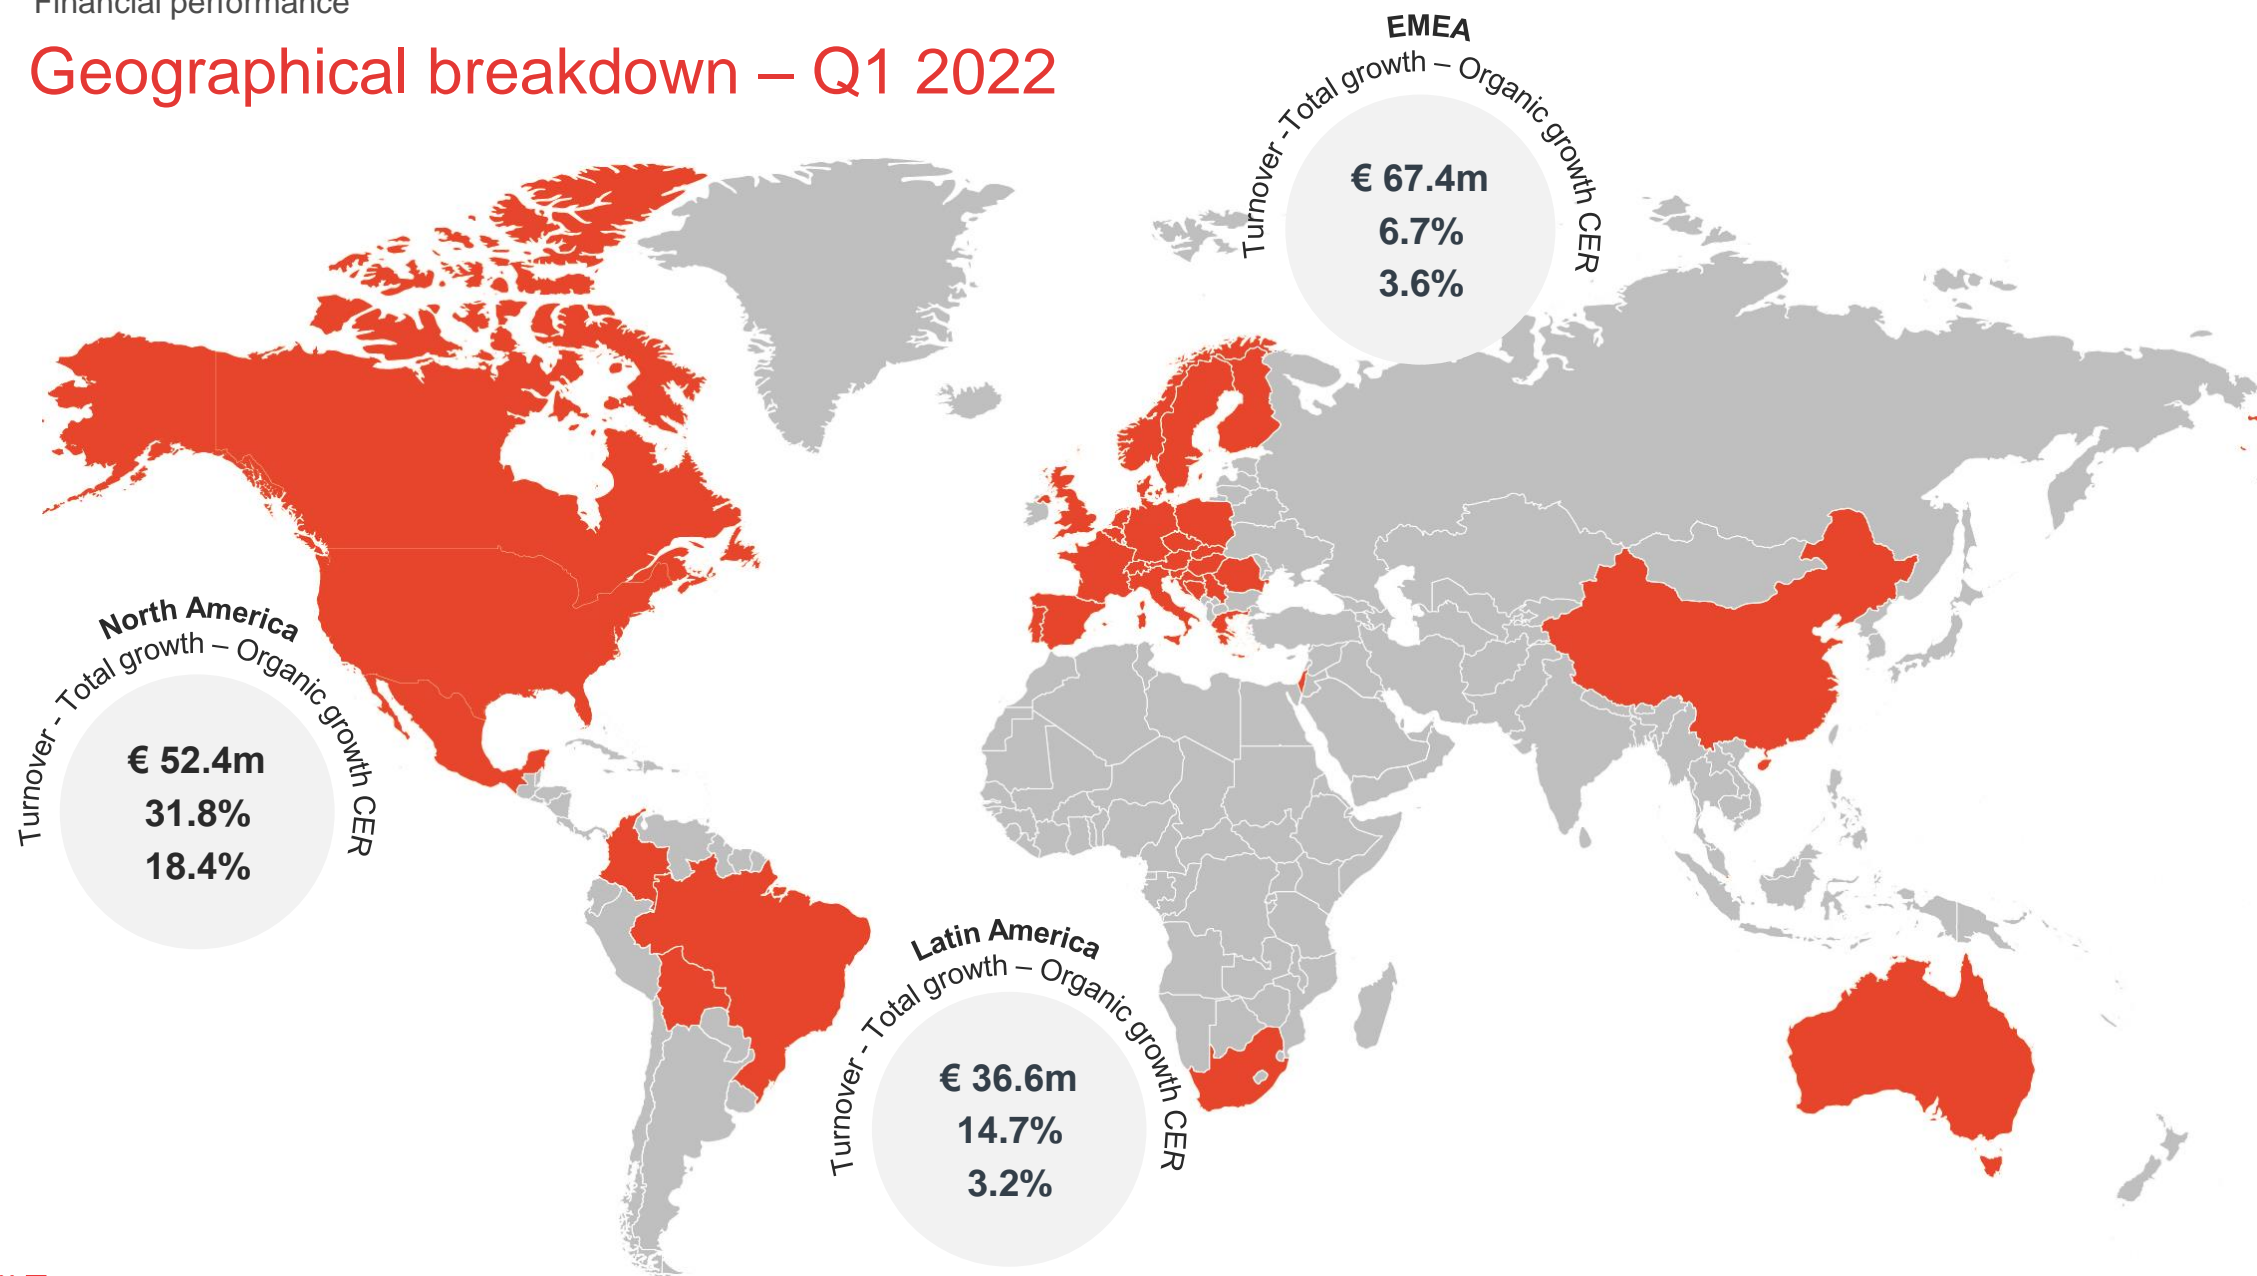 Financial performance
Geographical breakdown – Q1 2022
EMEA
Turnover -Total growth – Organic growth CER
€ 67.4m
6.7%
3.6%
North America
Turnover - Total growth – Organic growth CER
€ 52.4m
31.8%
18.4%
Latin America
Turnover - Total growth – Organic growth CER
€ 36.6m
14.7%
3.2%